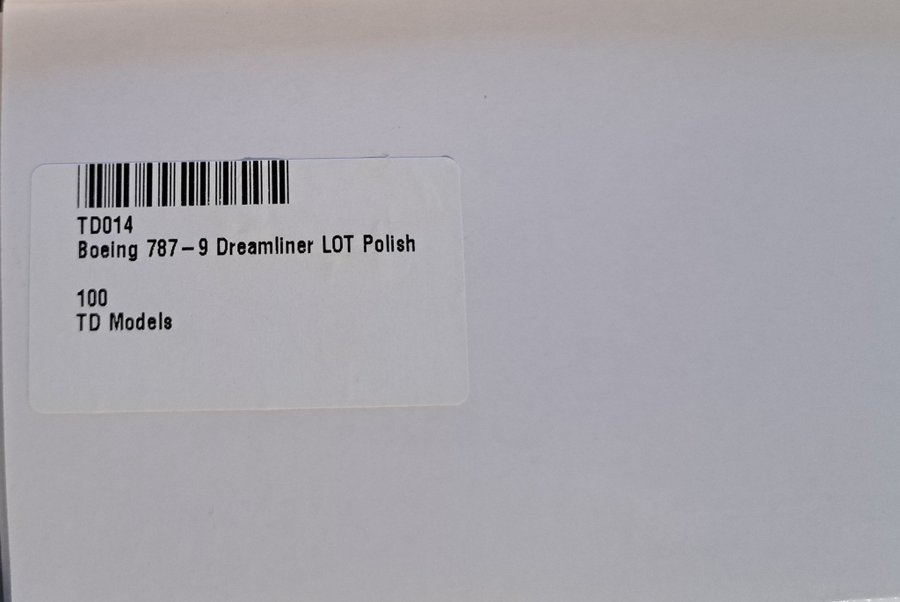 TD014
Boeing 787-9 Dreamliner LOT Polish
100
TD Models